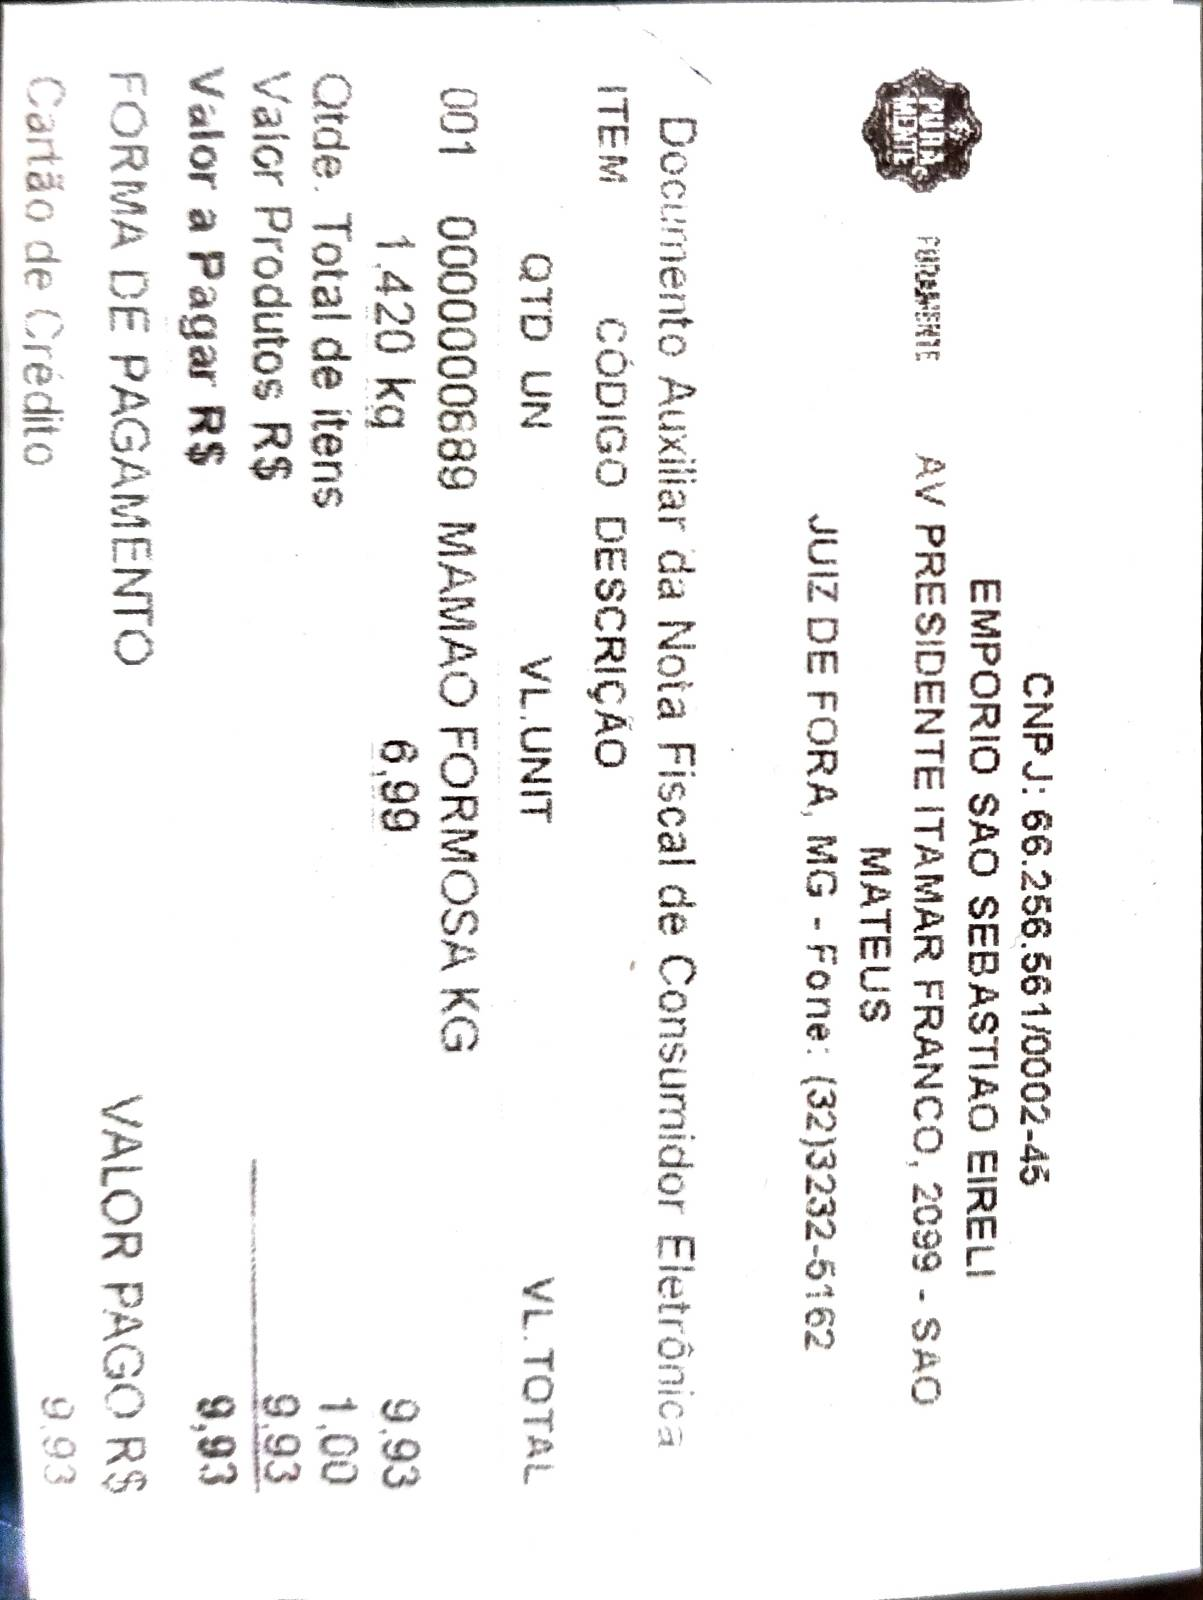 CNPJ: 66.256.561/0002-45
EMPORIO SAO SEBASTIAO EIRELI
PURA MENTE
PURAMENTE
AV PRESIDENTE ITAMAR FRANCO, 2099 - SAO
MATEUS
JUIZ DE FORA, MG - Fone: (32)3232-5162
Documento Auxiliar da Nota Fiscal de Consumidor Eletrônica
ITEM CÓDIGO DESCRIÇÃO
QTD UN VL.UNIT VL.TOTAL
001 0000000689 MAMAO FORMOSA KG
1,420 kg 6,99 9,93
Qtde. Total de itens 1,00
Valor Produtos R$ 9,93
Valor a Pagar R$ 9,93
FORMA DE PAGAMENTO VALOR PAGO R$
Cartão de Crédito 9,93